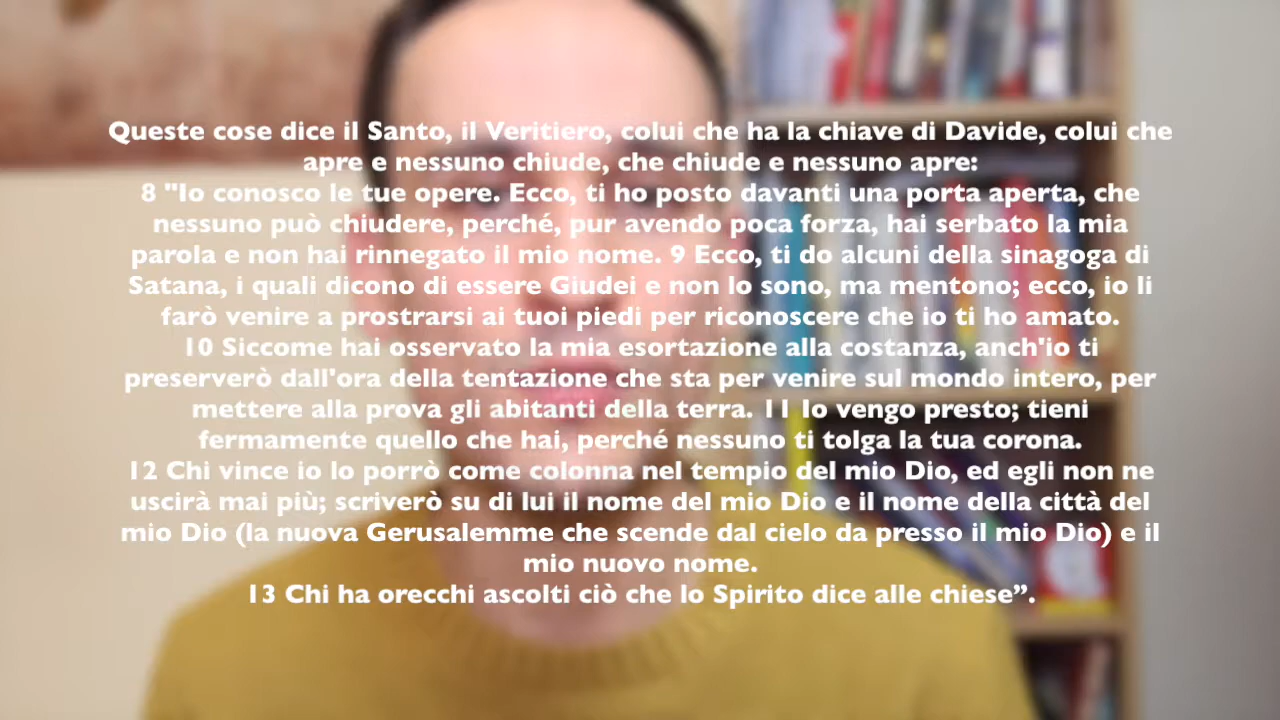 Queste cose dice il Santo, il Veritiero, colui che ha la chiave di Davide, colui che
apre e nessuno chiude, che chiude e nessuno apre:
8 "Io conosco le tue opere. Ecco, ti ho posto davanti una porta aperta, che
nessuno può chiudere, perché, pur avendo poca forza, hai serbato la mia
parola e non hai rinnegato il mio nome. 9 Ecco, ti do alcuni della sinagoga di
Satana, i quali dicono di essere Giudei e non lo sono, ma mentono; ecco, io li
farò venire a prostrarsi ai tuoi piedi per riconoscere che io ti ho amato.
10 Siccome hai osservato la mia esortazione alla costanza, anch'io ti
preserverò dall'ora della tentazione che sta per venire sul mondo intero, per
mettere alla prova gli abitanti della terra. 11 Io vengo presto; tieni
fermamente quello che hai, perché nessuno ti tolga la tua corona.
12 Chi vince io lo porrò come colonna nel tempio del mio Dio, ed egli non ne
uscirà mai più; scriverò su di lui il nome del mio Dio e il nome della città del
mio Dio (la nuova Gerusalemme che scende dal cielo da presso il mio Dio) e il
mio nuovo nome.
13 Chi ha orecchi ascolti ciò che lo Spirito dice alle chiese”.